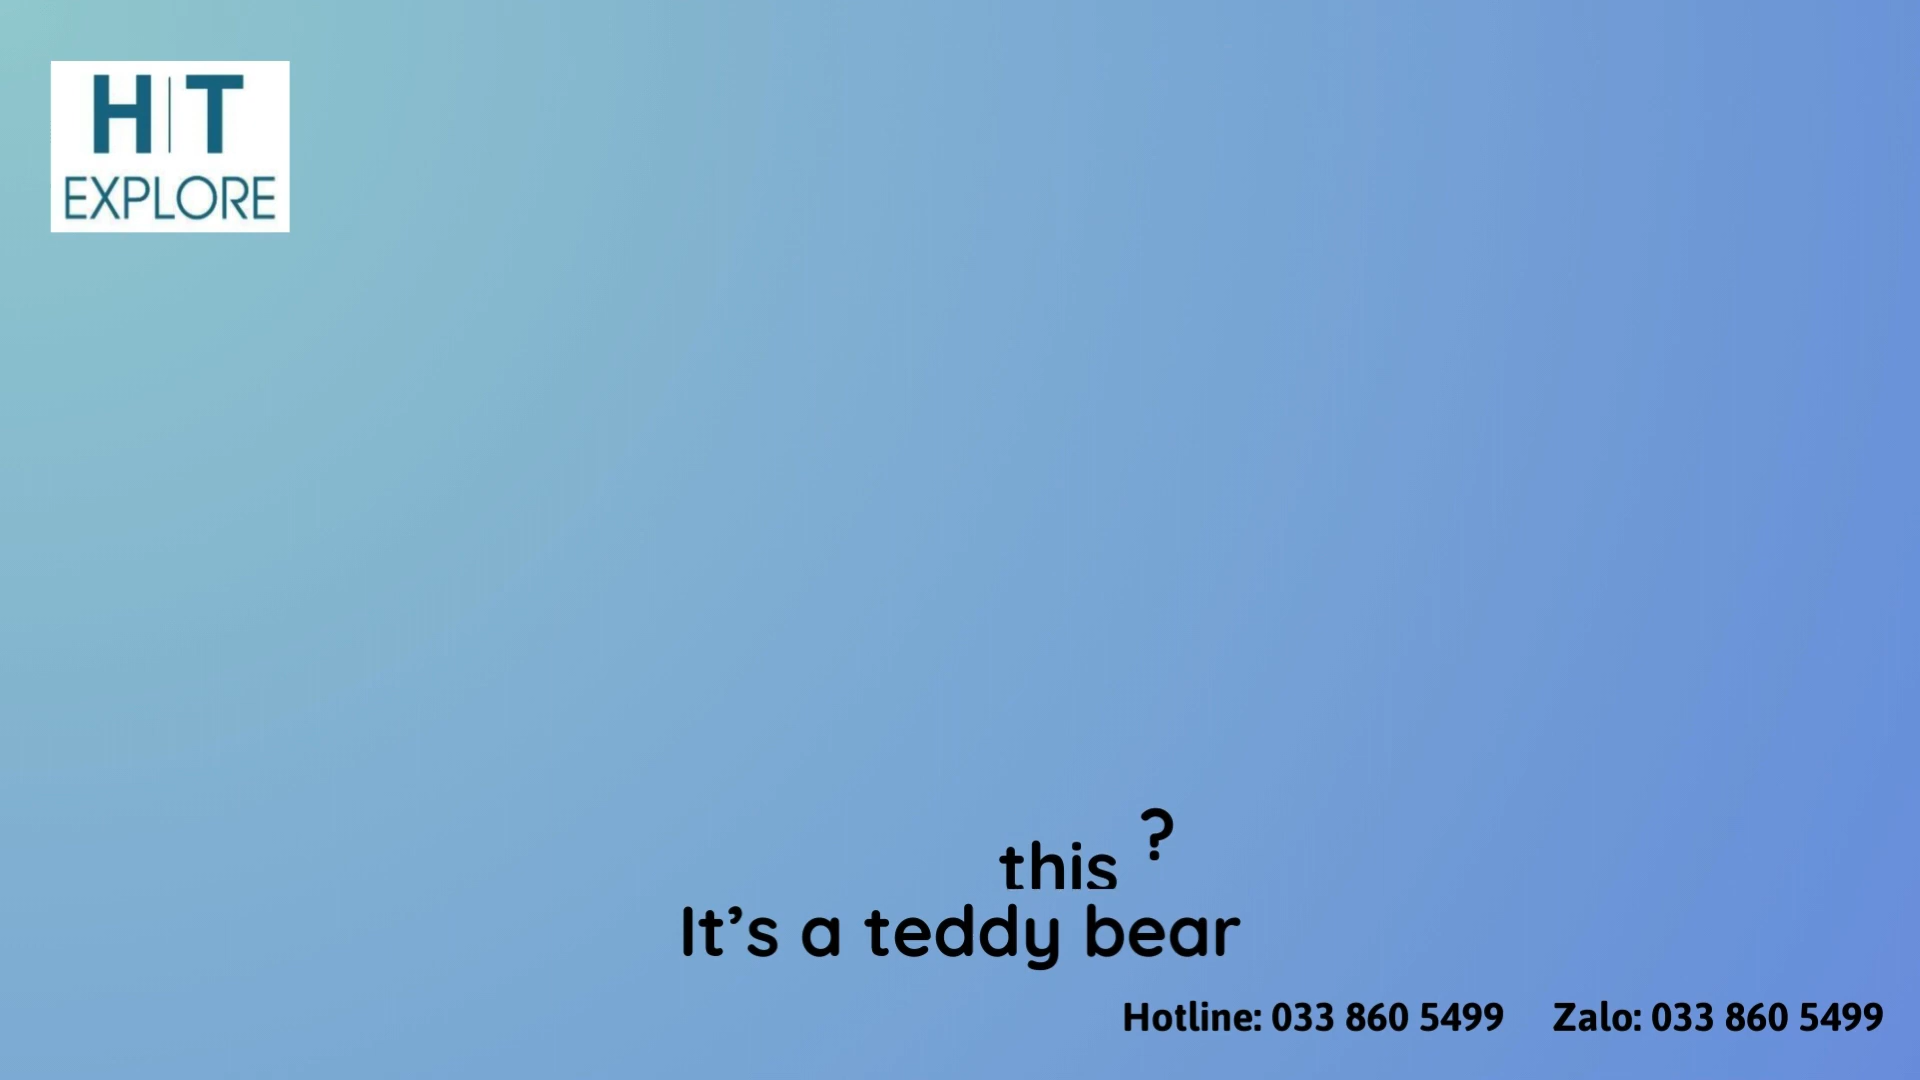 H|T
EXPLORE
this ?
It’s a teddy bear
Hotline: 033 860 5499 Zalo: 033 860 5499